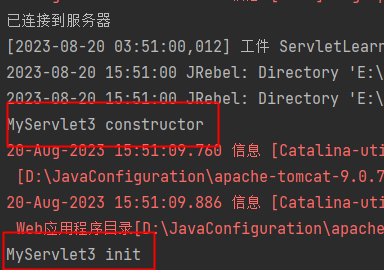 已连接到服务器
[2023-08-20 03:51:00,012] 工件 ServletLearn
2023-08-20 15:51:00 JRebel: Directory 'E:\
2023-08-20 15:51:00 JRebel: Directory 'E:\
MyServlet3 constructor
20-Aug-2023 15:51:09.760 信息 [Catalina-uti
[D:\JavaConfiguration\apache-tomcat-9.0.7
20-Aug-2023 15:51:09.886 信息 [Catalina-uti
Web应用程序目录[D:\JavaConfiguration\apache
MyServlet3 init